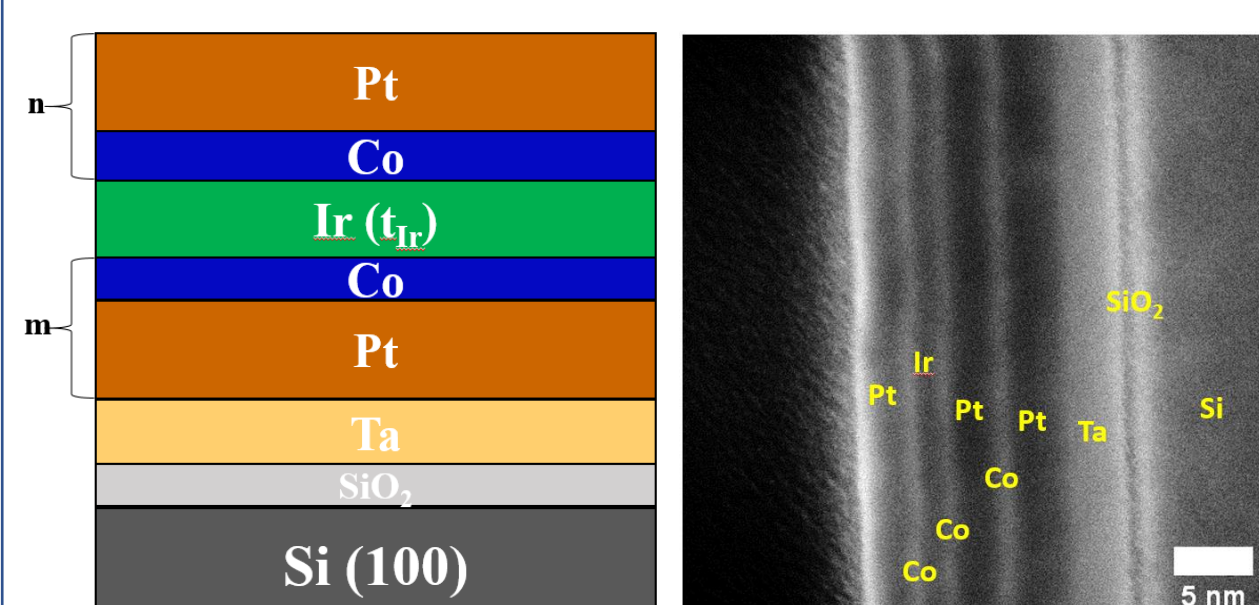 n
Pt
Co
Ir (t_Ir)
Co
m
Pt
Ta
SiO₂
Si (100)
SiO₂
Ir
Pt
Pt
Pt
Ta
Si
Co
Co
Co
5 nm